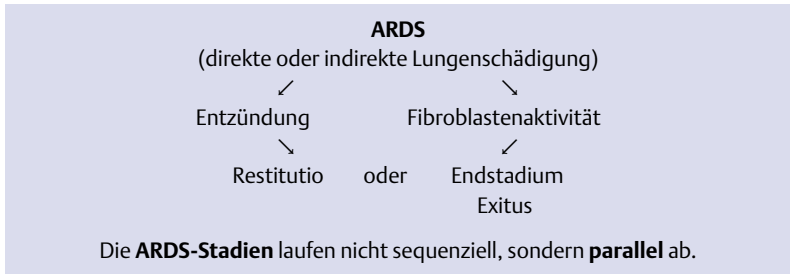 ARDS
(direkte oder indirekte Lungenschädigung)
↙ ↘
Entzündung Fibroblastenaktivität
↘ ↙
Restitutio oder Endstadium
Exitus
Die ARDS-Stadien laufen nicht sequenziell, sondern parallel ab.